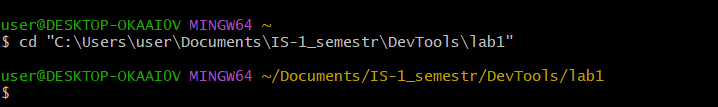 user@DESKTOP-OKAAI0V MINGW64 ~
$ cd "C:\Users\user\Documents\IS-1_semestr\DevTools\lab1"
user@DESKTOP-OKAAI0V MINGW64 ~/Documents/IS-1_semestr/DevTools/lab1
$